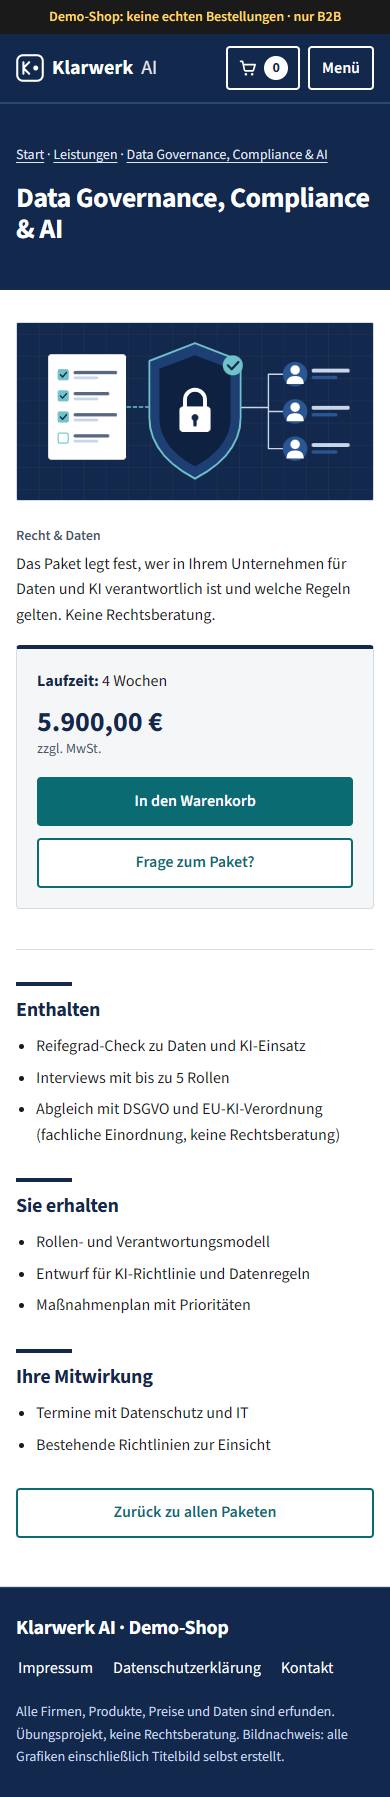 Demo-Shop: keine echten Bestellungen · nur B2B
Klarwerk AI
0
Menü
Start · Leistungen · Data Governance, Compliance & AI
Data Governance, Compliance
& AI
Recht & Daten
Das Paket legt fest, wer in Ihrem Unternehmen für
Daten und KI verantwortlich ist und welche Regeln
gelten. Keine Rechtsberatung.
Laufzeit: 4 Wochen
5.900,00 €
zzgl. MwSt.
In den Warenkorb
Frage zum Paket?
Enthalten
• Reifegrad-Check zu Daten und KI-Einsatz
• Interviews mit bis zu 5 Rollen
• Abgleich mit DSGVO und EU-KI-Verordnung
(fachliche Einordnung, keine Rechtsberatung)
Sie erhalten
• Rollen- und Verantwortungsmodell
• Entwurf für KI-Richtlinie und Datenregeln
• Maßnahmenplan mit Prioritäten
Ihre Mitwirkung
• Termine mit Datenschutz und IT
• Bestehende Richtlinien zur Einsicht
Zurück zu allen Paketen
Klarwerk AI · Demo-Shop
Impressum Datenschutzerklärung Kontakt
Alle Firmen, Produkte, Preise und Daten sind erfunden.
Übungsprojekt, keine Rechtsberatung. Bildnachweis: alle
Grafiken einschließlich Titelbild selbst erstellt.